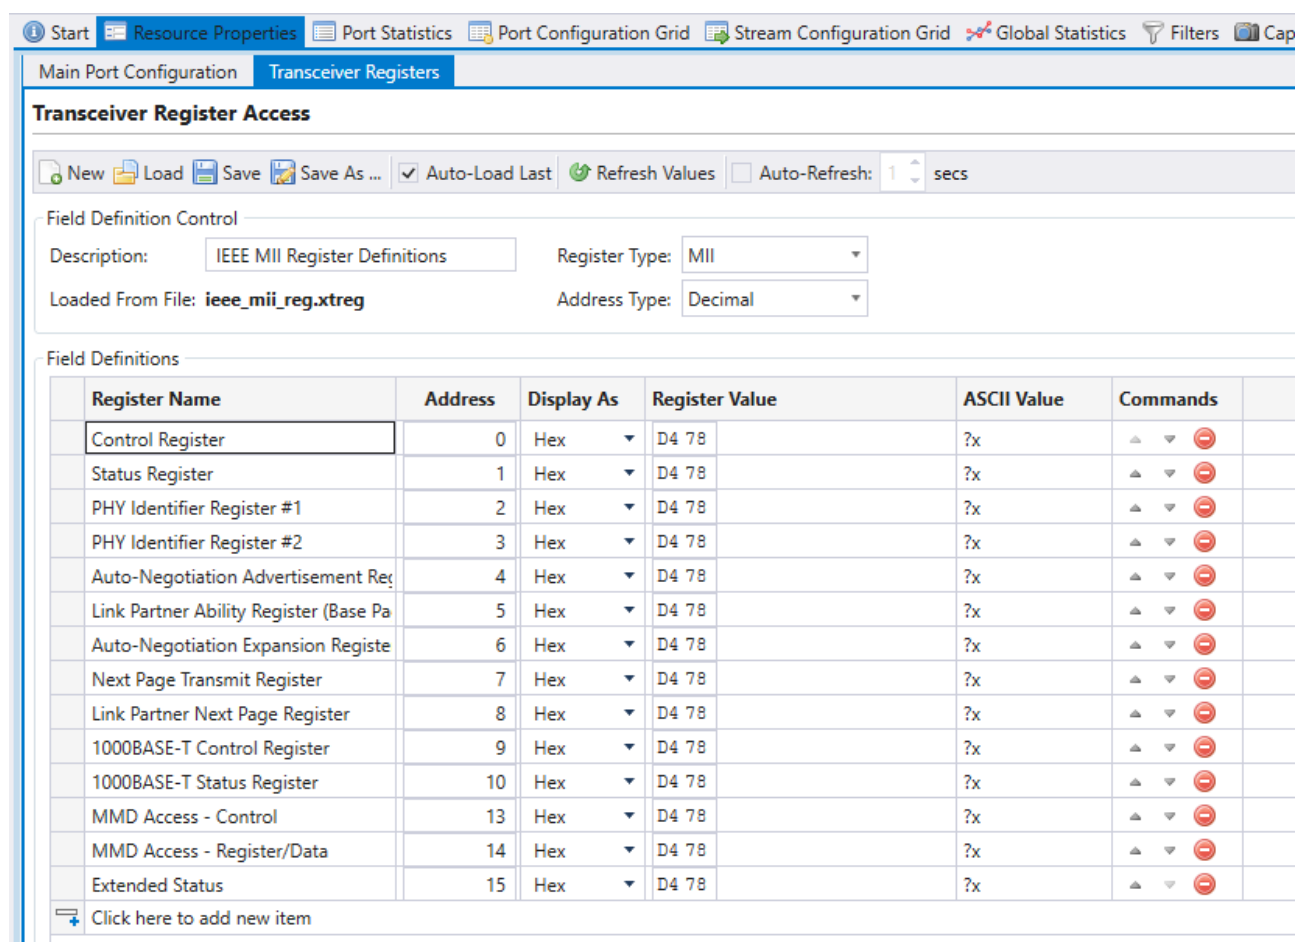 Start Resource Properties Port Statistics Port Configuration Grid Stream Configuration Grid Global Statistics Filters Cap
Main Port Configuration Transceiver Registers
Transceiver Register Access
New Load Save Save As ... Auto-Load Last Refresh Values Auto-Refresh: 1 secs
Field Definition Control
Description: IEEE MII Register Definitions Register Type: MII
Loaded From File: ieee_mii_reg.xtreg Address Type: Decimal
Field Definitions
Register Name Address Display As Register Value ASCII Value Commands
Control Register 0 Hex D4 78 ?x
Status Register 1 Hex D4 78 ?x
PHY Identifier Register #1 2 Hex D4 78 ?x
PHY Identifier Register #2 3 Hex D4 78 ?x
Auto-Negotiation Advertisement Reg 4 Hex D4 78 ?x
Link Partner Ability Register (Base Pa 5 Hex D4 78 ?x
Auto-Negotiation Expansion Registe 6 Hex D4 78 ?x
Next Page Transmit Register 7 Hex D4 78 ?x
Link Partner Next Page Register 8 Hex D4 78 ?x
1000BASE-T Control Register 9 Hex D4 78 ?x
1000BASE-T Status Register 10 Hex D4 78 ?x
MMD Access - Control 13 Hex D4 78 ?x
MMD Access - Register/Data 14 Hex D4 78 ?x
Extended Status 15 Hex D4 78 ?x
Click here to add new item